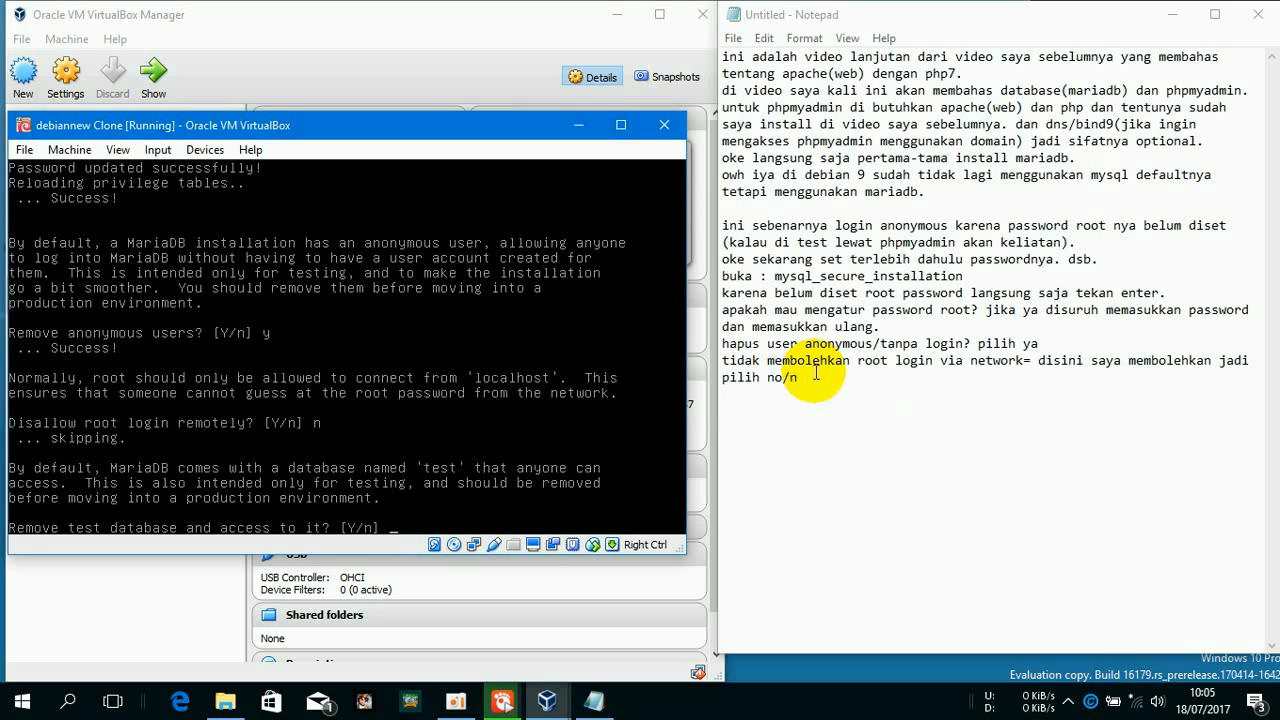 Oracle VM VirtualBox Manager
File Machine Help
New Settings Discard Show
Details Snapshots
debiannew Clone [Running] - Oracle VM VirtualBox
File Machine View Input Devices Help
Password updated successfully!
Reloading privilege tables..
... Success!
By default, a MariaDB installation has an anonymous user, allowing anyone
to log into MariaDB without having to have a user account created for
them.  This is intended only for testing, and to make the installation
go a bit smoother.  You should remove them before moving into a
production environment.
Remove anonymous users? [Y/n] y
... Success!
Normally, root should only be allowed to connect from 'localhost'.  This
ensures that someone cannot guess at the root password from the network.
Disallow root login remotely? [Y/n] n
... skipping.
By default, MariaDB comes with a database named 'test' that anyone can
access.  This is also intended only for testing, and should be removed
before moving into a production environment.
Remove test database and access to it? [Y/n] _
Right Ctrl
USB Controller: OHCI
Device Filters: 0 (0 active)
Shared folders
None
Untitled - Notepad
File Edit Format View Help
ini adalah video lanjutan dari video saya sebelumnya yang membahas
tentang apache(web) dengan php7.
di video saya kali ini akan membahas database(mariadb) dan phpmyadmin.
untuk phpmyadmin di butuhkan apache(web) dan php dan tentunya sudah
saya install di video saya sebelumnya. dan dns/bind9(jika ingin
mengakses phpmyadmin menggunakan domain) jadi sifatnya optional.
oke langsung saja pertama-tama install mariadb.
owh iya di debian 9 sudah tidak lagi menggunakan mysql defaultnya
tetapi menggunakan mariadb.
ini sebenarnya login anonymous karena password root nya belum diset
(kalau di test lewat phpmyadmin akan keliatan).
oke sekarang set terlebih dahulu passwordnya. dsb.
buka : mysql_secure_installation
karena belum diset root password langsung saja tekan enter.
apakah mau mengatur password root? jika ya disuruh memasukkan password
dan memasukkan ulang.
hapus user anonymous/tanpa login? pilih ya
tidak membolehkan root login via network= disini saya membolehkan jadi
pilih no/n
Windows 10 Pro
Evaluation copy. Build 16179.rs_prerelease.170414-1642
U: 0 KiB/s
D: 0 KiB/s
10:05
18/07/2017